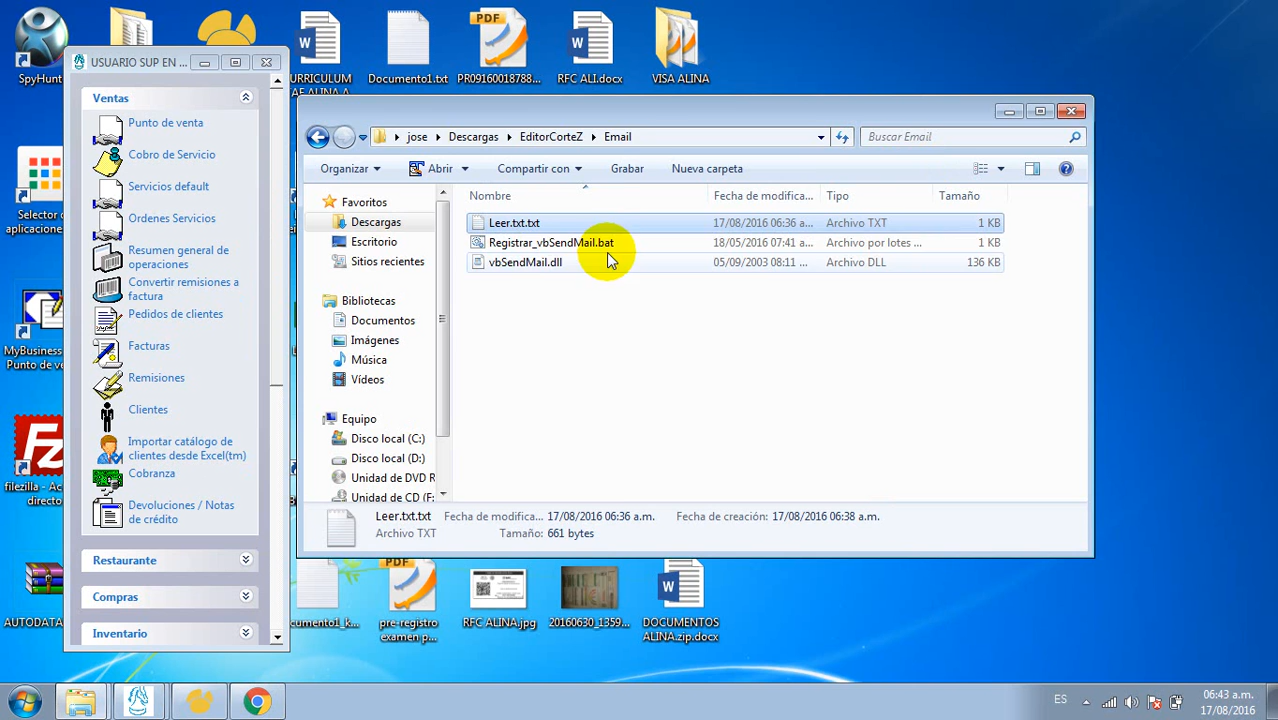 SpyHunt
CURRICULUM
Documento1.txt
PR09160018788...
RFC ALI.docx
VISA ALINA
USUARIO SUP EN ...
Ventas
Punto de venta
Cobro de Servicio
Servicios default
Ordenes Servicios
Resumen general de
operaciones
Convertir remisiones a
factura
Pedidos de clientes
Facturas
Remisiones
Clientes
Importar catálogo de
clientes desde Excel(tm)
Cobranza
Devoluciones / Notas
de crédito
Restaurante
Compras
Inventario
Selector d
aplicacione
MyBusiness
Punto de ve
Fz
filezilla - Ac
directo
AUTODATA
jose
Descargas
EditorCorteZ
Email
Buscar Email
Organizar
Abrir
Compartir con
Grabar
Nueva carpeta
Favoritos
Descargas
Escritorio
Sitios recientes
Bibliotecas
Documentos
Imágenes
Música
Vídeos
Equipo
Disco local (C:)
Disco local (D:)
Unidad de DVD R
Unidad de CD (F:
Nombre Fecha de modifica... Tipo Tamaño
Leer.txt.txt 17/08/2016 06:36 a... Archivo TXT 1 KB
Registrar_vbSendMail.bat 18/05/2016 07:41 a... Archivo por lotes ... 1 KB
vbSendMail.dll 05/09/2003 08:11 ... Archivo DLL 136 KB
Leer.txt.txt Fecha de modifica... 17/08/2016 06:36 a.m. Fecha de creación: 17/08/2016 06:38 a.m.
Archivo TXT Tamaño: 661 bytes
PDF
PDF
cumento1_k...
pre-registro
examen p...
RFC ALINA.jpg
20160630_1359...
DOCUMENTOS
ALINA.zip.docx
ES
06:43 a.m.
17/08/2016